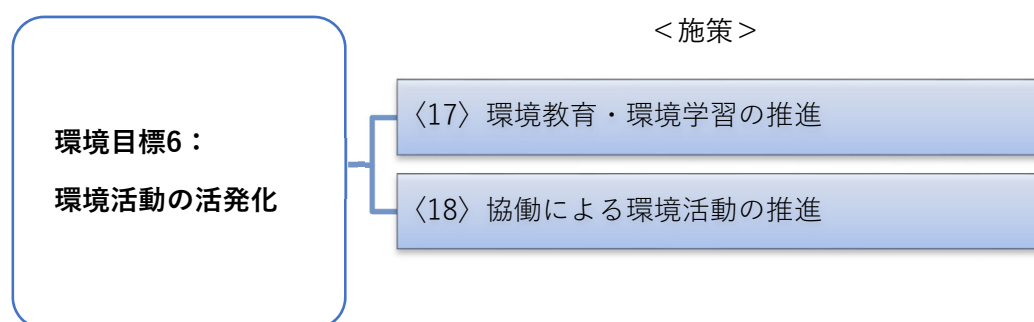 ＜施策＞
〈17〉環境教育・環境学習の推進
環境目標6：
環境活動の活発化
〈18〉協働による環境活動の推進